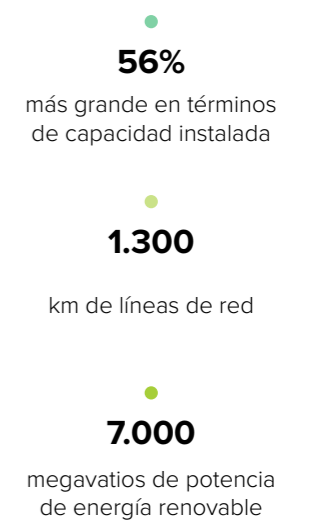 56%
más grande en términos
de capacidad instalada
1.300
km de líneas de red
7.000
megavatios de potencia
de energía renovable